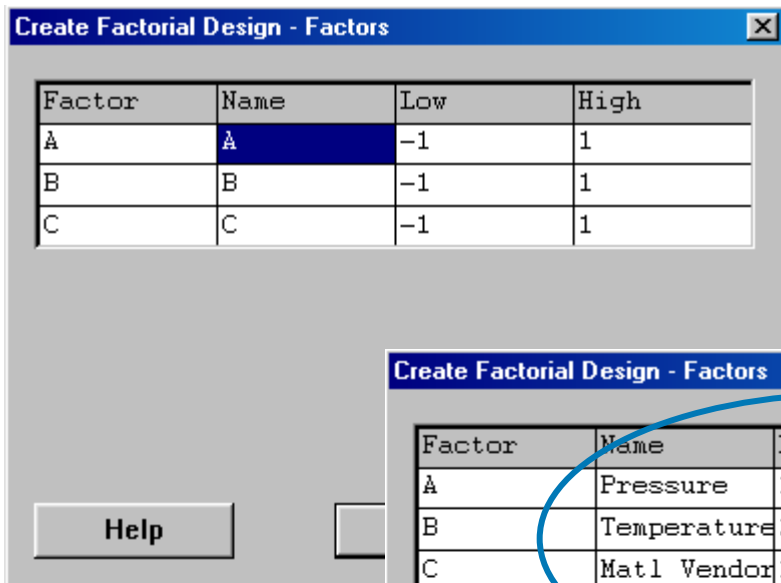 Create Factorial Design - Factors
Factor Name Low High
A A -1 1
B B -1 1
C C -1 1
Create Factorial Design - Factors
Factor Name
A Pressure
B Temperature
Help
C Matl Vendor